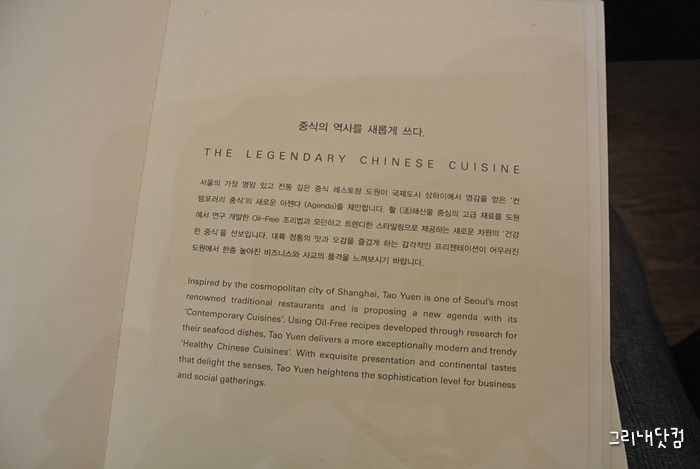 중식의 역사를 새롭게 쓰다.
THE LEGENDARY CHINESE CUISINE
서울의 가장 명망 있고 전통 깊은 중식 레스토랑 도원이 국제도시 상하이에서 영감을 얻은 '컨
템포러리 중식'의 새로운 아젠다 (Agenda)를 제안합니다. 활 (活)해산물 중심의 고급 재료를 도원
에서 연구 개발한 Oil-Free 조리법과 모던하고 트렌디한 스타일링으로 제공하는 새로운 차원의 '건강
한 중식'을 선보입니다. 대륙 정통의 맛과 오감을 즐겁게 하는 감각적인 프리젠테이션이 어우러진
도원에서 한층 높아진 비즈니스와 사교의 품격을 느껴보시기 바랍니다.
Inspired by the cosmopolitan city of Shanghai, Tao Yuen is one of Seoul's most
renowned traditional restaurants and is proposing a new agenda with its
'Contemporary Cuisines'. Using Oil-Free recipes developed through research for
their seafood dishes, Tao Yuen delivers a more exceptionally modern and trendy
'Healthy Chinese Cuisines'. With exquisite presentation and continental tastes
that delight the senses, Tao Yuen heightens the sophistication level for business
and social gatherings.
그리내닷컴